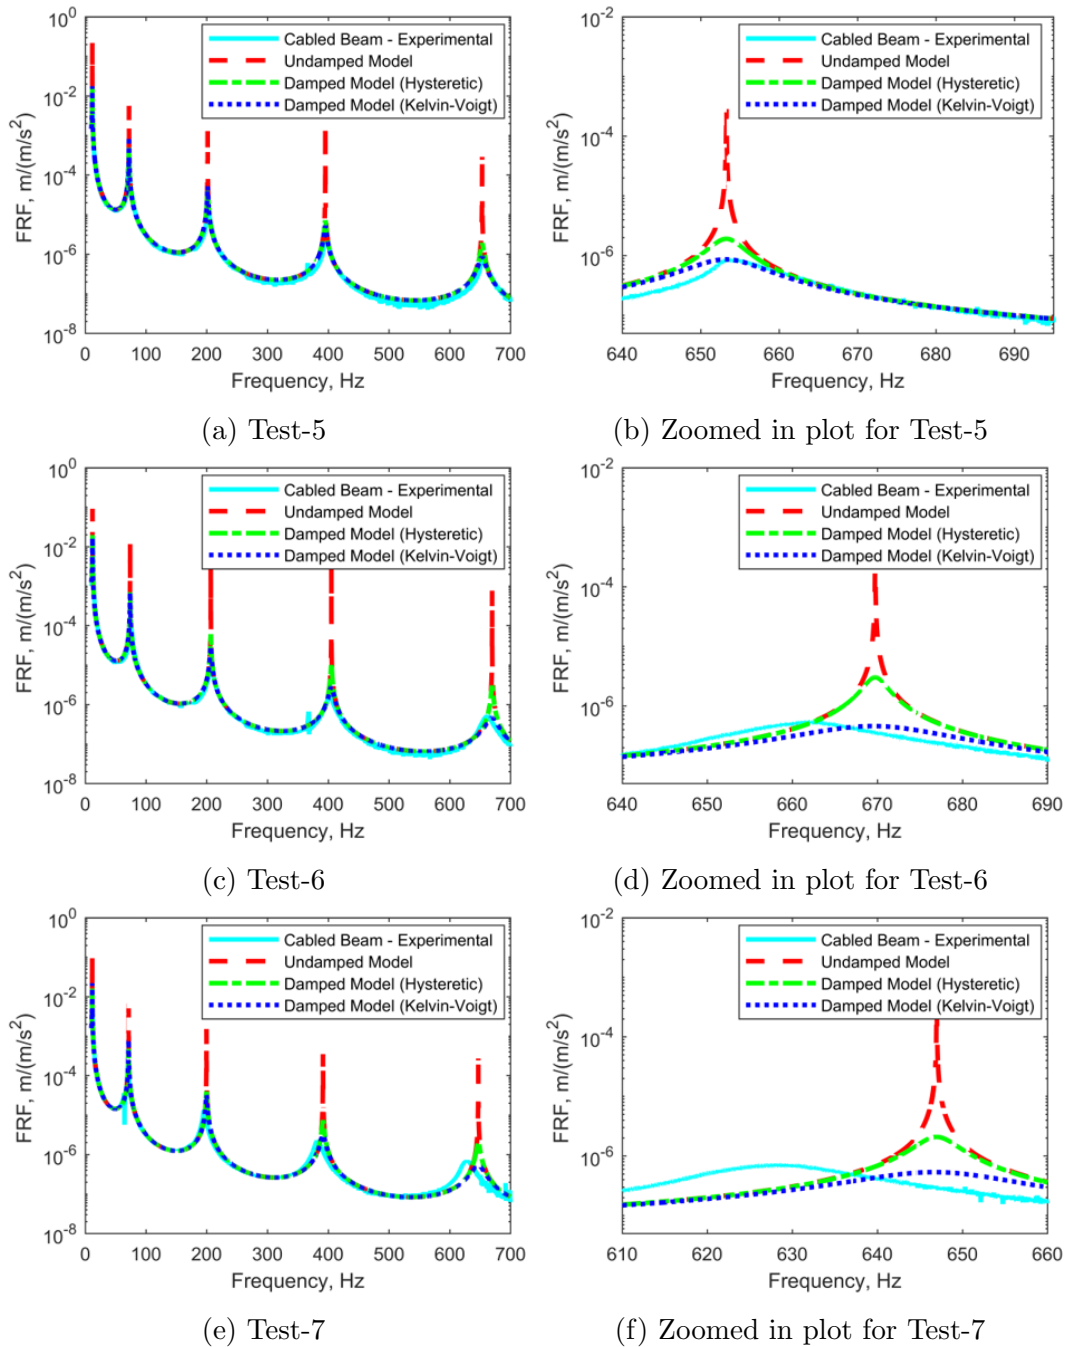 10^0
10^-2
10^-4
10^-6
10^-8
FRF, m/(m/s^2)
Cabled Beam - Experimental
Undamped Model
Damped Model (Hysteretic)
Damped Model (Kelvin-Voigt)
0 100 200 300 400 500 600 700
Frequency, Hz
(a) Test-5
10^-2
10^-4
10^-6
FRF, m/(m/s^2)
Cabled Beam - Experimental
Undamped Model
Damped Model (Hysteretic)
Damped Model (Kelvin-Voigt)
640 650 660 670 680 690
Frequency, Hz
(b) Zoomed in plot for Test-5
10^0
10^-2
10^-4
10^-6
10^-8
FRF, m/(m/s^2)
Cabled Beam - Experimental
Undamped Model
Damped Model (Hysteretic)
Damped Model (Kelvin-Voigt)
0 100 200 300 400 500 600 700
Frequency, Hz
(c) Test-6
10^-2
10^-4
10^-6
FRF, m/(m/s^2)
Cabled Beam - Experimental
Undamped Model
Damped Model (Hysteretic)
Damped Model (Kelvin-Voigt)
640 650 660 670 680 690
Frequency, Hz
(d) Zoomed in plot for Test-6
10^0
10^-2
10^-4
10^-6
10^-8
FRF, m/(m/s^2)
Cabled Beam - Experimental
Undamped Model
Damped Model (Hysteretic)
Damped Model (Kelvin-Voigt)
0 100 200 300 400 500 600 700
Frequency, Hz
(e) Test-7
10^-2
10^-4
10^-6
FRF, m/(m/s^2)
Cabled Beam - Experimental
Undamped Model
Damped Model (Hysteretic)
Damped Model (Kelvin-Voigt)
610 620 630 640 650 660
Frequency, Hz
(f) Zoomed in plot for Test-7